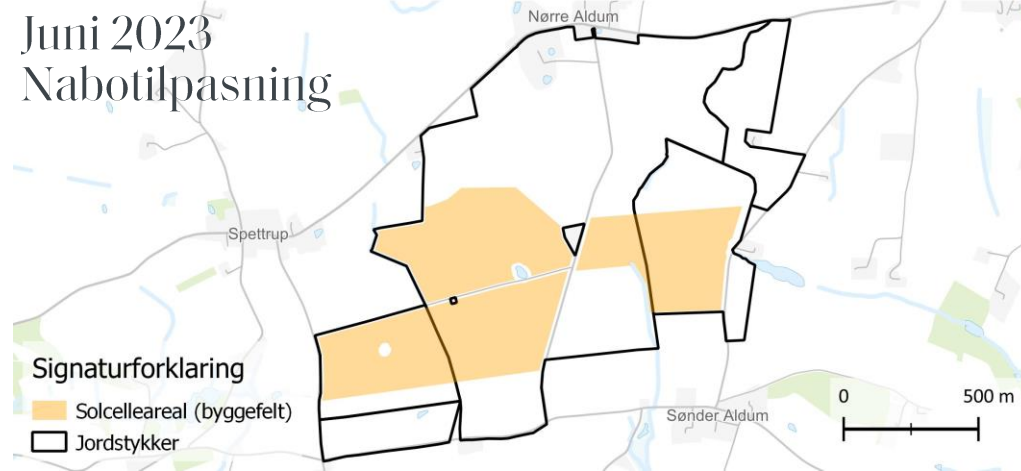 Juni 2023
Nabotilpasning
Nørre Aldum
Spettrup
Signaturforklaring
Solcelleareal (byggefelt)
Jordstykker
Sønder Aldum
0 500 m